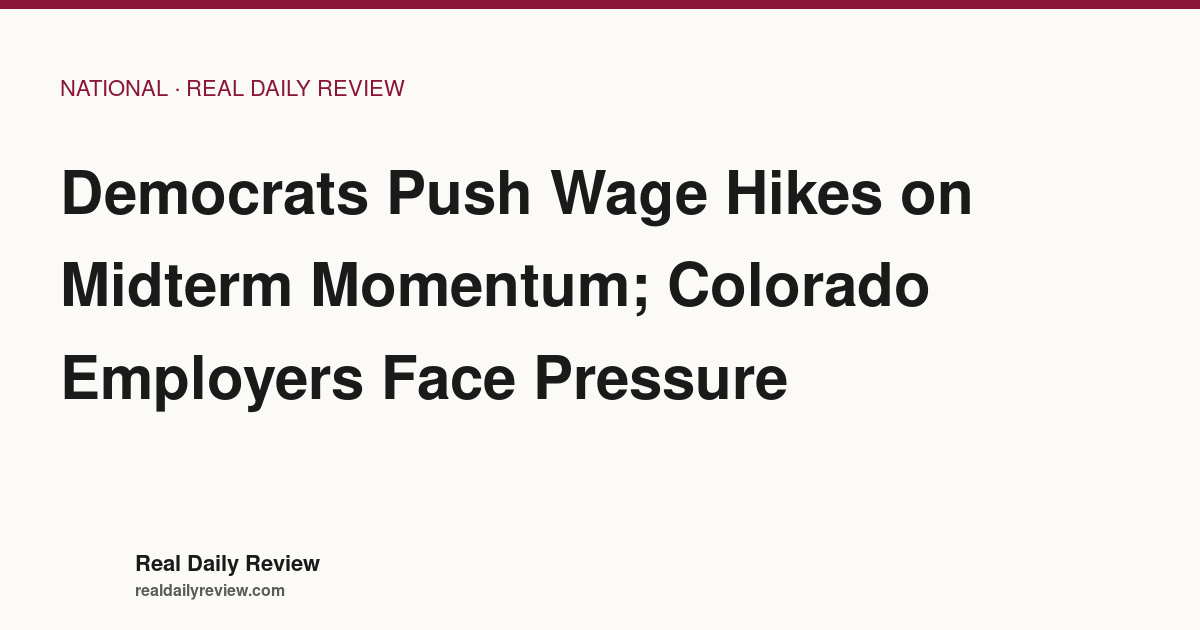 NATIONAL · REAL DAILY REVIEW
Democrats Push Wage Hikes on
Midterm Momentum; Colorado
Employers Face Pressure
Real Daily Review
realdailyreview.com